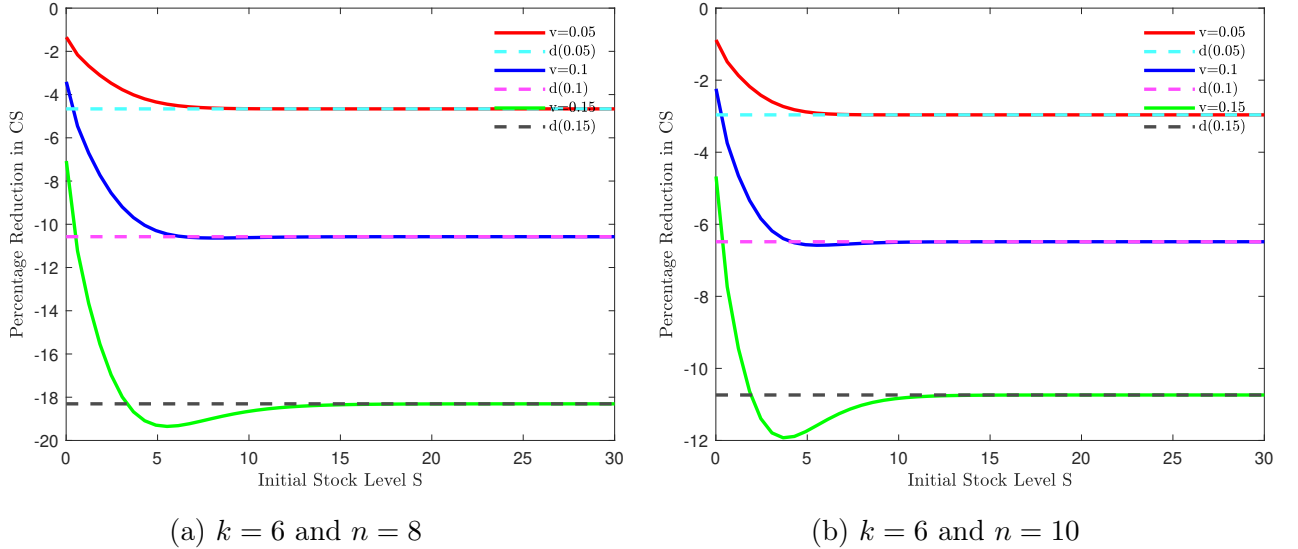 0
-2
-4
-6
-8
-10
-12
-14
-16
-18
-20
Percentage Reduction in CS
v=0.05
d(0.05)
v=0.1
d(0.1)
v=0.15
d(0.15)
0 5 10 15 20 25 30
Initial Stock Level S
(a) k = 6 and n = 8
0
-2
-4
-6
-8
-10
-12
Percentage Reduction in CS
v=0.05
d(0.05)
v=0.1
d(0.1)
v=0.15
d(0.15)
0 5 10 15 20 25 30
Initial Stock Level S
(b) k = 6 and n = 10